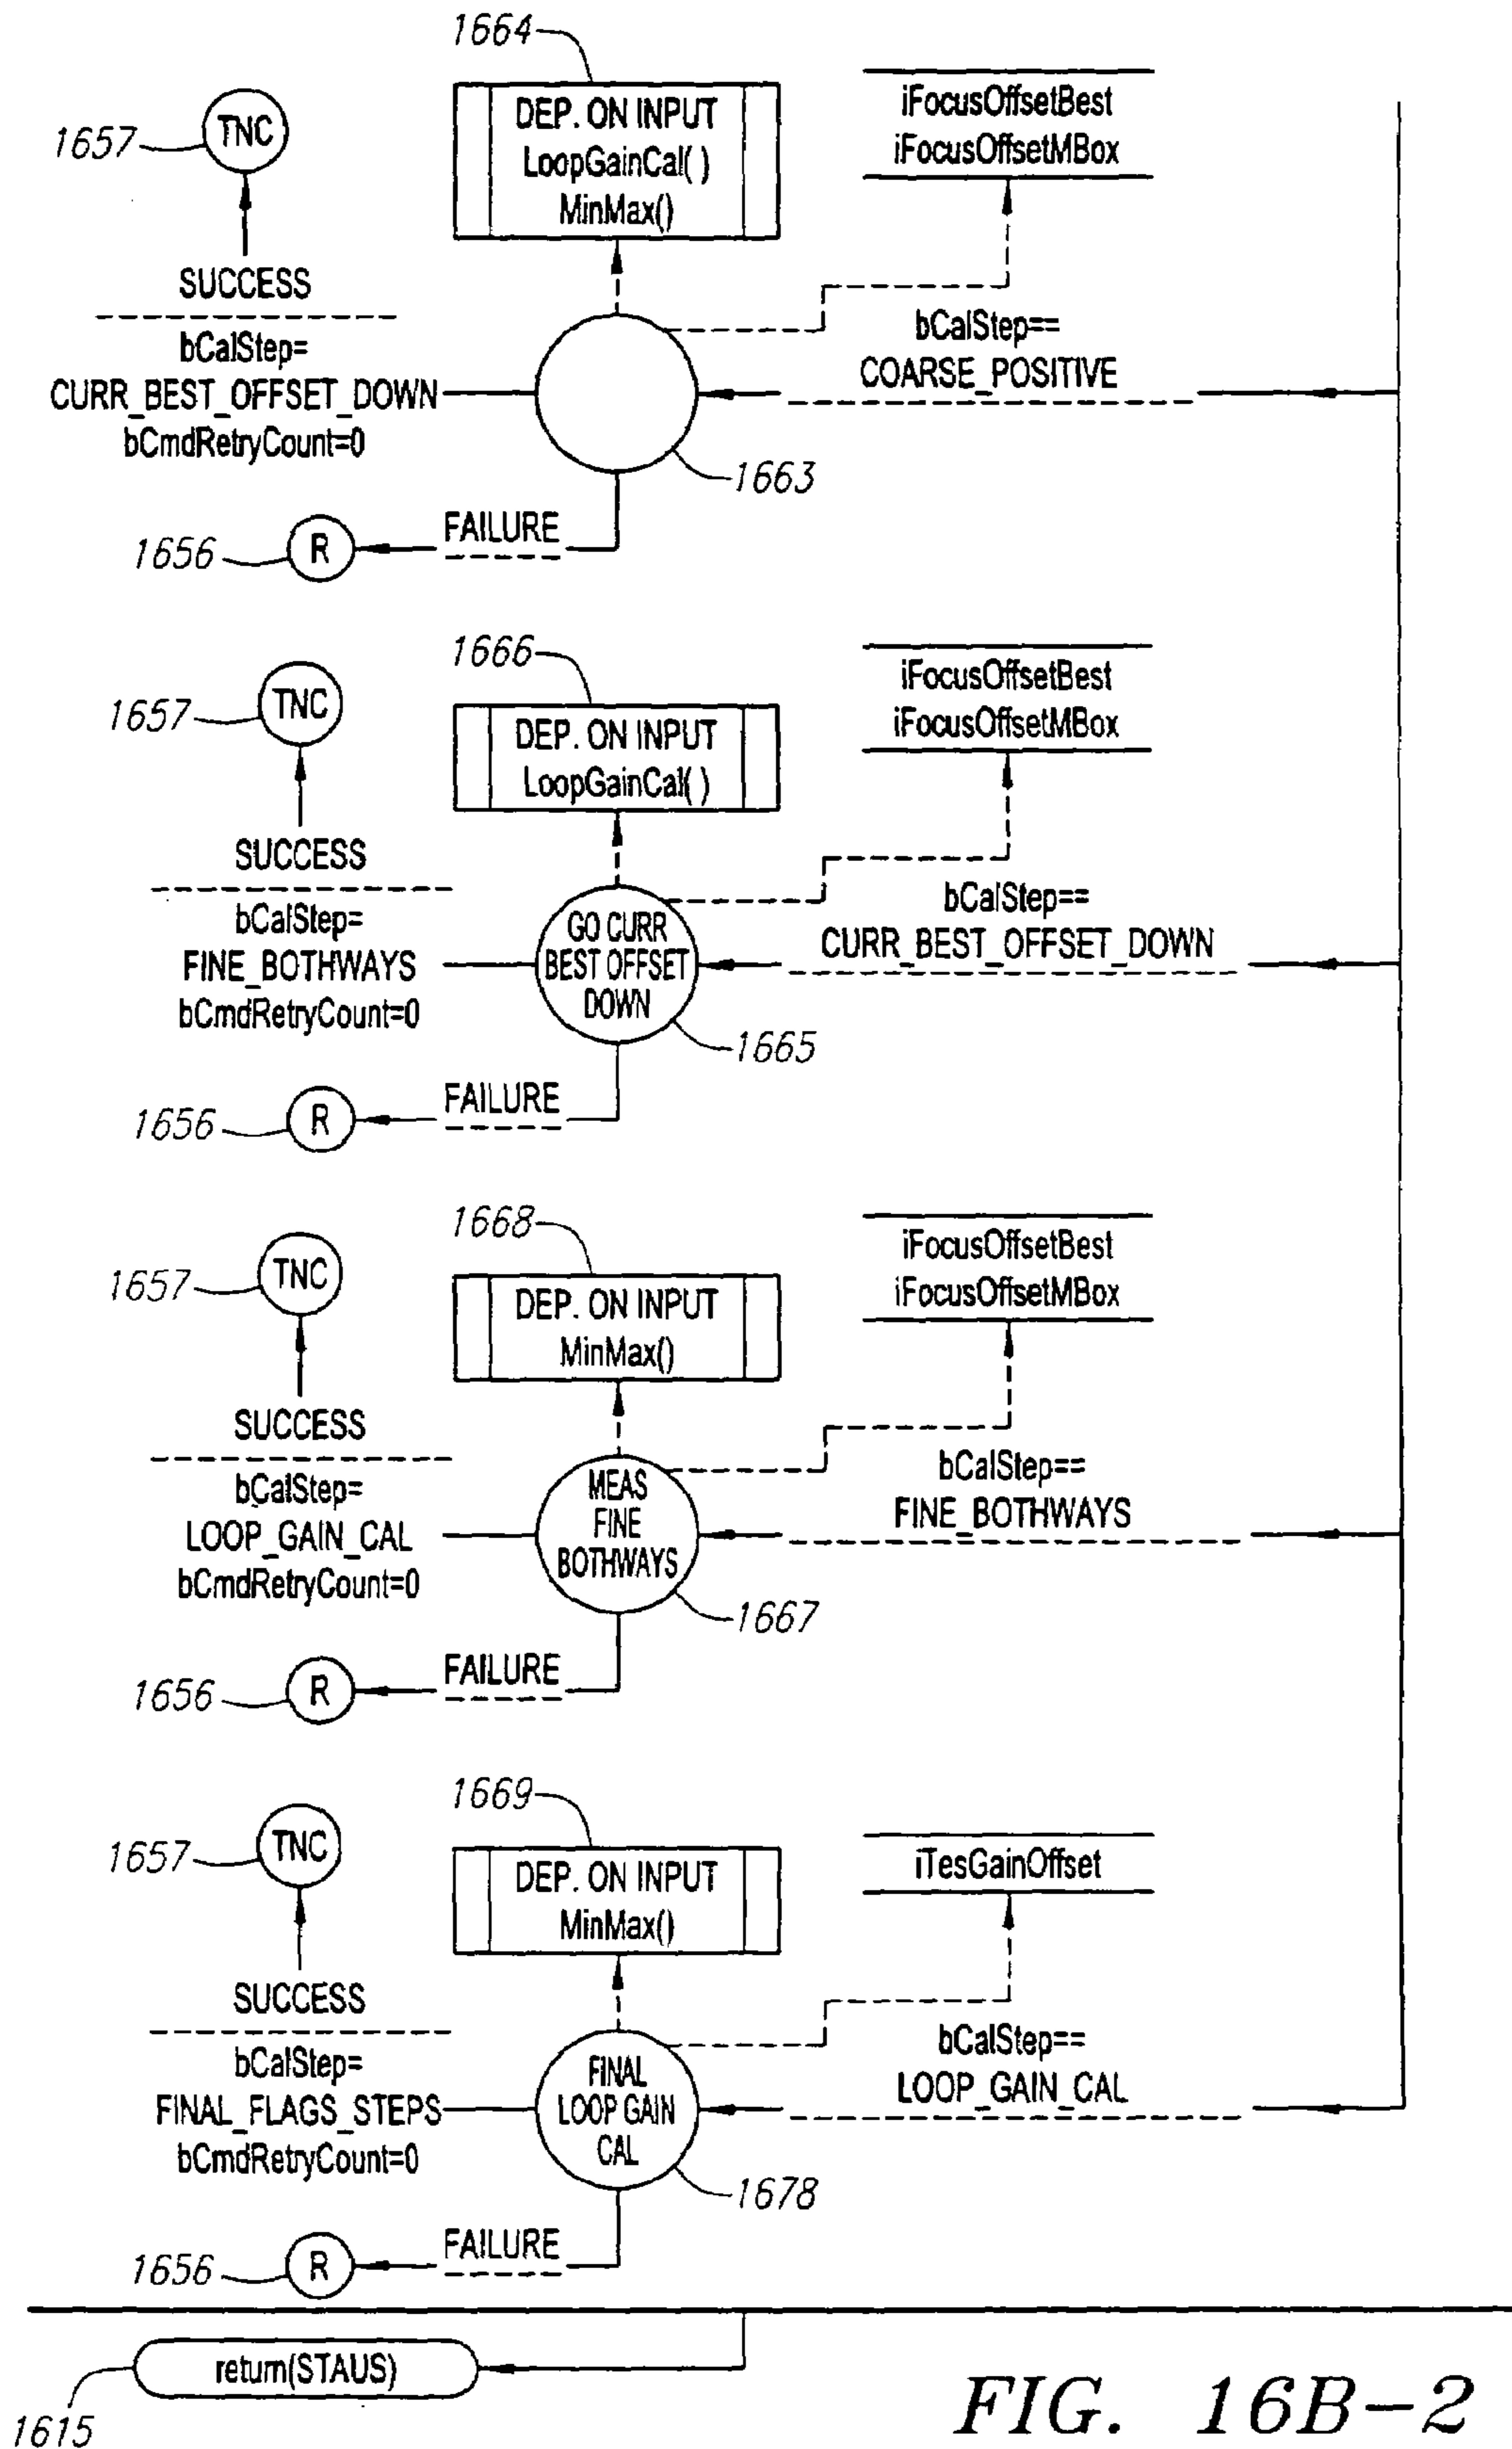 1664
DEP. ON INPUT
LoopGainCal( )
MinMax()
iFocusOffsetBest
iFocusOffsetMBox
1657
TNC
SUCCESS
bCalStep=
CURR_BEST_OFFSET_DOWN
bCmdRetryCount=0
bCalStep==
COARSE_POSITIVE
1663
FAILURE
1656
R
1666
DEP. ON INPUT
LoopGainCal( )
iFocusOffsetBest
iFocusOffsetMBox
1657
TNC
SUCCESS
bCalStep=
FINE_BOTHWAYS
bCmdRetryCount=0
GO CURR
BEST OFFSET
DOWN
bCalStep==
CURR_BEST_OFFSET_DOWN
1665
FAILURE
1656
R
1668
DEP. ON INPUT
MinMax()
iFocusOffsetBest
iFocusOffsetMBox
1657
TNC
SUCCESS
bCalStep=
LOOP_GAIN_CAL
bCmdRetryCount=0
MEAS
FINE
BOTHWAYS
bCalStep==
FINE_BOTHWAYS
1667
FAILURE
1656
R
1669
DEP. ON INPUT
MinMax()
iTesGainOffset
1657
TNC
SUCCESS
bCalStep=
FINAL_FLAGS_STEPS
bCmdRetryCount=0
FINAL
LOOP GAIN
CAL
bCalStep==
LOOP_GAIN_CAL
1678
FAILURE
1656
R
return(STAUS)
1615
FIG. 16B-2